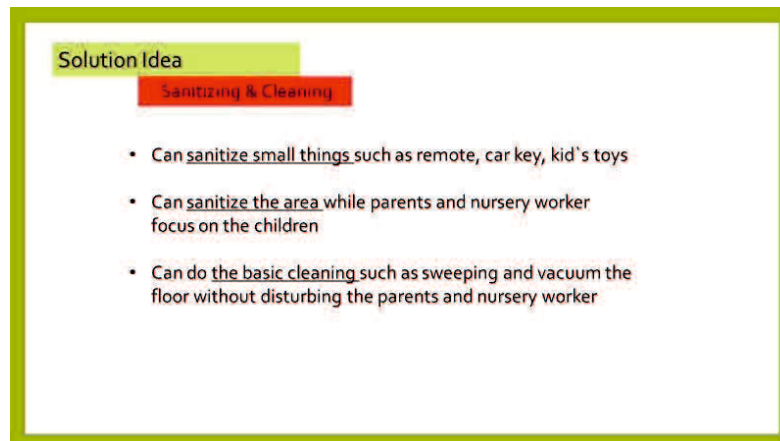 Solution Idea
Sanitizing & Cleaning
• Can sanitize small things such as remote, car key, kid`s toys
• Can sanitize the area while parents and nursery worker
focus on the children
• Can do the basic cleaning such as sweeping and vacuum the
floor without disturbing the parents and nursery worker